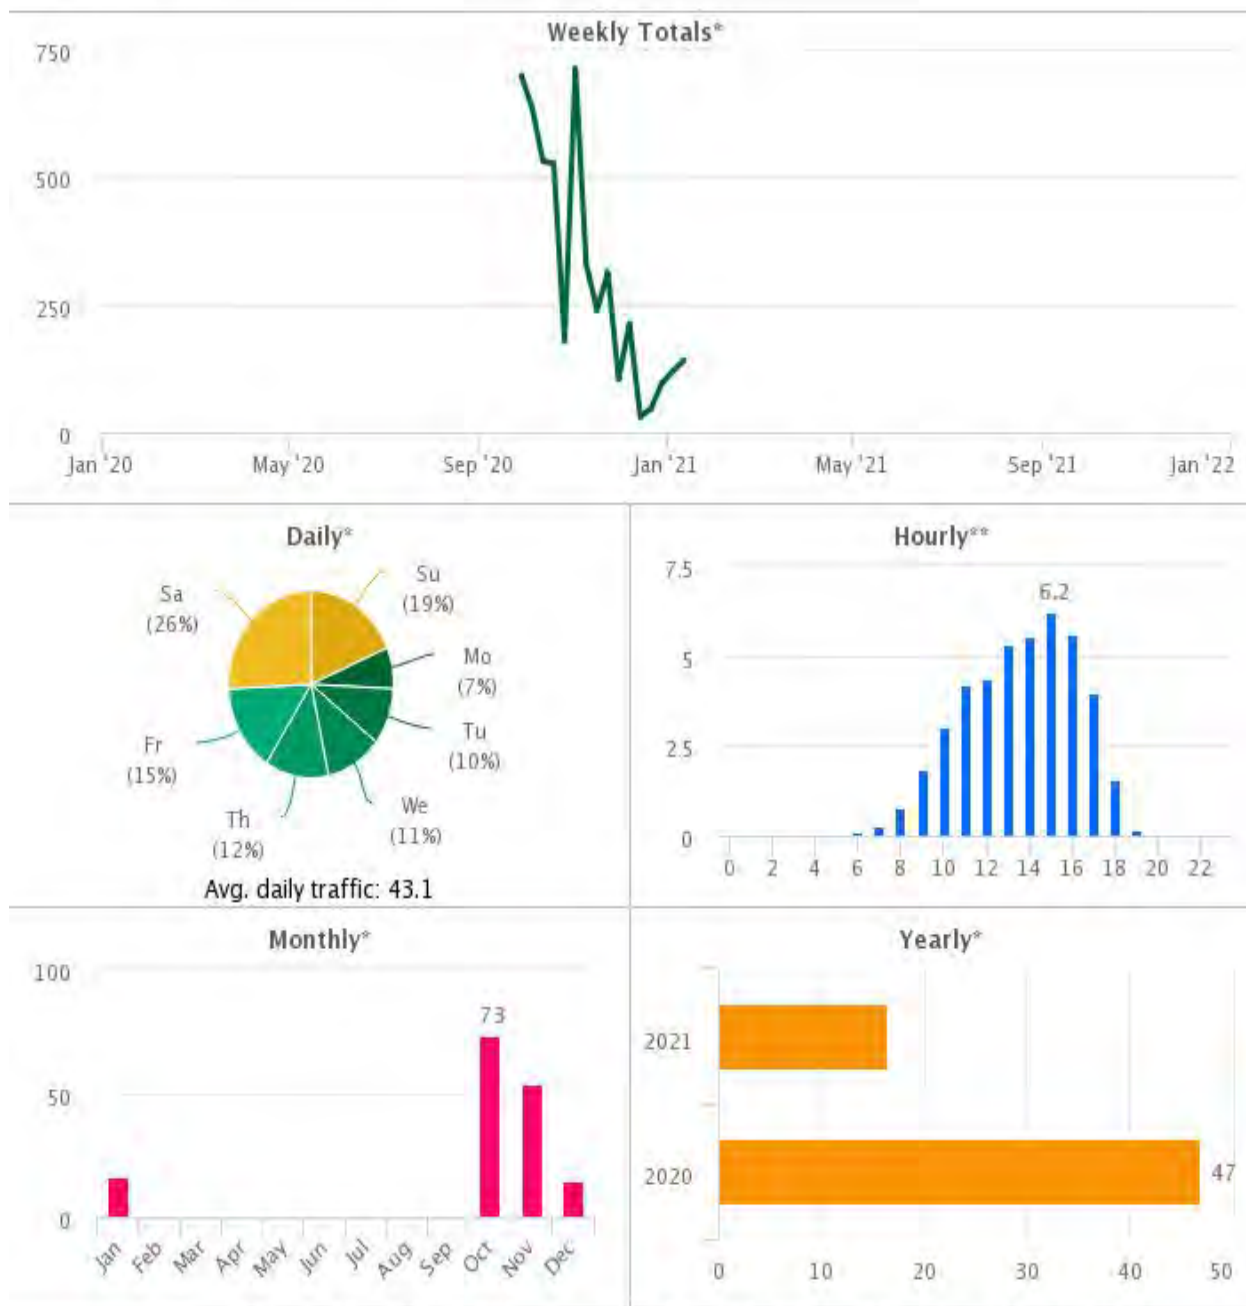 Weekly Totals*
750
500
250
0
Jan '20 May '20 Sep '20 Jan '21 May '21 Sep '21 Jan '22
Daily*
Su
(19%)
Mo
(7%)
Tu
(10%)
We
(11%)
Th
(12%)
Fr
(15%)
Sa
(26%)
Avg. daily traffic: 43.1
Hourly**
7.5
6.2
5
2.5
0
0 2 4 6 8 10 12 14 16 18 20 22
Monthly*
100
73
50
0
Jan Feb Mar Apr May Jun Jul Aug Sep Oct Nov Dec
Yearly*
2021
2020 47
0 10 20 30 40 50